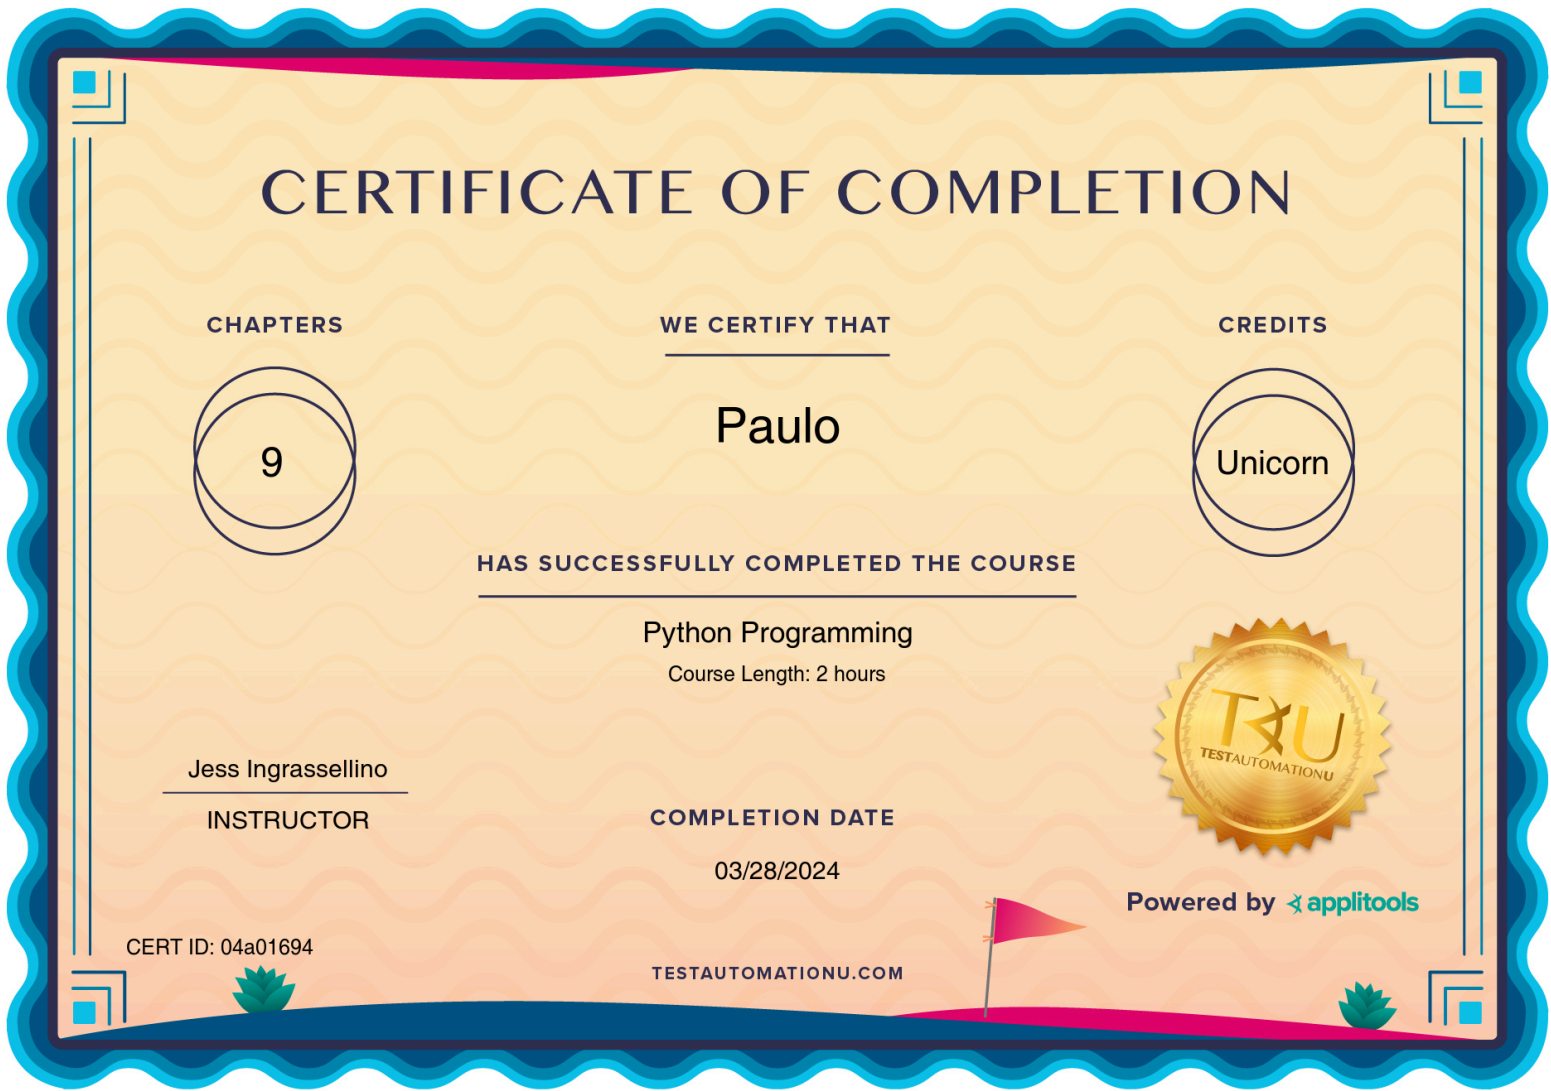 CERTIFICATE OF COMPLETION
CHAPTERS
9
WE CERTIFY THAT
Paulo
CREDITS
Unicorn
HAS SUCCESSFULLY COMPLETED THE COURSE
Python Programming
Course Length: 2 hours
Jess Ingrassellino
INSTRUCTOR
COMPLETION DATE
03/28/2024
TAU
TESTAUTOMATIONU
Powered by applitools
CERT ID: 04a01694
TESTAUTOMATIONU.COM